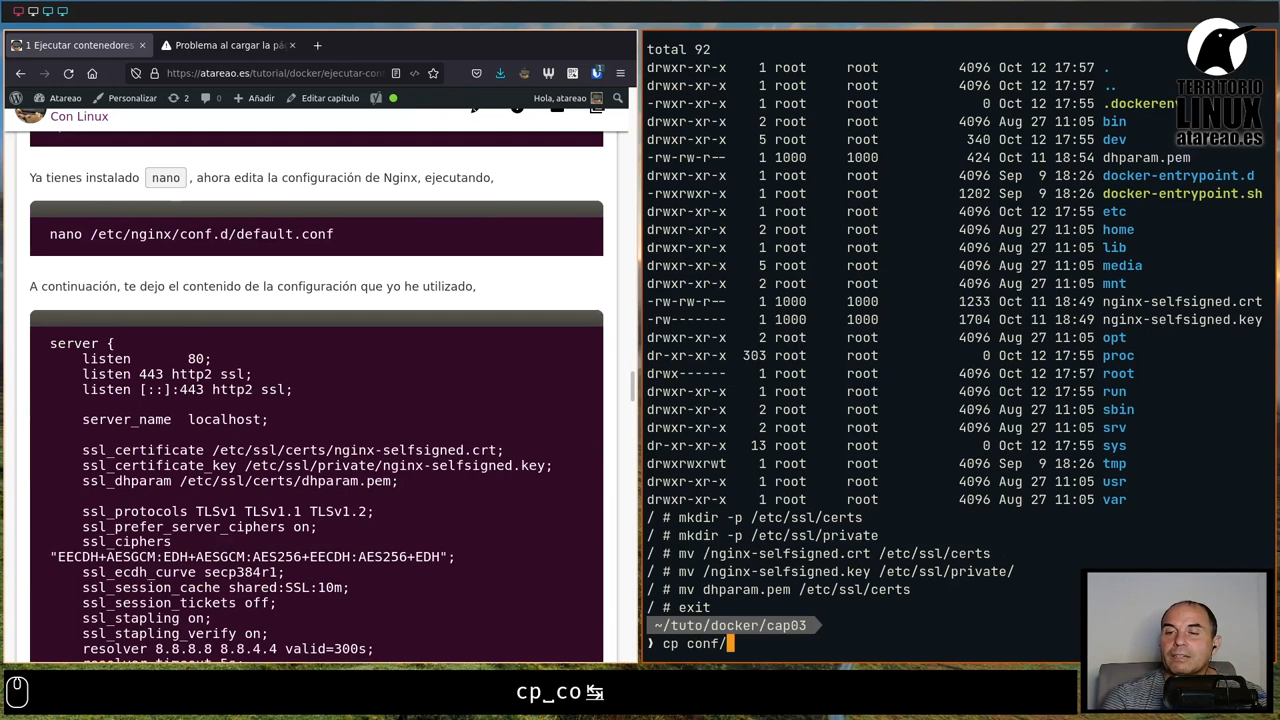 1 Ejecutar contenedores
Problema al cargar la pá
https://atareao.es/tutorial/docker/ejecutar-con
Atareao
Personalizar
2
0
Añadir
Editar capítulo
Hola, atareao
Con Linux
Ya tienes instalado nano , ahora edita la configuración de Nginx, ejecutando,
nano /etc/nginx/conf.d/default.conf
A continuación, te dejo el contenido de la configuración que yo he utilizado,
server {
listen 80;
listen 443 http2 ssl;
listen [::]:443 http2 ssl;
server_name localhost;
ssl_certificate /etc/ssl/certs/nginx-selfsigned.crt;
ssl_certificate_key /etc/ssl/private/nginx-selfsigned.key;
ssl_dhparam /etc/ssl/certs/dhparam.pem;
ssl_protocols TLSv1 TLSv1.1 TLSv1.2;
ssl_prefer_server_ciphers on;
ssl_ciphers
"EECDH+AESGCM:EDH+AESGCM:AES256+EECDH:AES256+EDH";
ssl_ecdh_curve secp384r1;
ssl_session_cache shared:SSL:10m;
ssl_session_tickets off;
ssl_stapling on;
ssl_stapling_verify on;
resolver 8.8.8.8 8.8.4.4 valid=300s;
total 92
drwxr-xr-x 1 root root 4096 Oct 12 17:57 .
drwxr-xr-x 1 root root 4096 Oct 12 17:57 ..
-rwxr-xr-x 1 root root 0 Oct 12 17:55 .dockeren
drwxr-xr-x 2 root root 4096 Aug 27 11:05 bin
drwxr-xr-x 5 root root 340 Oct 12 17:55 dev
-rw-rw-r-- 1 1000 1000 424 Oct 11 18:54 dhparam.pem
drwxr-xr-x 1 root root 4096 Sep 9 18:26 docker-entrypoint.d
-rwxrwxr-x 1 root root 1202 Sep 9 18:26 docker-entrypoint.sh
drwxr-xr-x 1 root root 4096 Oct 12 17:55 etc
drwxr-xr-x 2 root root 4096 Aug 27 11:05 home
drwxr-xr-x 1 root root 4096 Aug 27 11:05 lib
drwxr-xr-x 5 root root 4096 Aug 27 11:05 media
drwxr-xr-x 2 root root 4096 Aug 27 11:05 mnt
-rw-rw-r-- 1 1000 1000 1233 Oct 11 18:49 nginx-selfsigned.crt
-rw------- 1 1000 1000 1704 Oct 11 18:49 nginx-selfsigned.key
drwxr-xr-x 2 root root 4096 Aug 27 11:05 opt
dr-xr-xr-x 303 root root 0 Oct 12 17:55 proc
drwx------ 1 root root 4096 Oct 12 17:57 root
drwxr-xr-x 1 root root 4096 Oct 12 17:55 run
drwxr-xr-x 2 root root 4096 Aug 27 11:05 sbin
drwxr-xr-x 2 root root 4096 Aug 27 11:05 srv
dr-xr-xr-x 13 root root 0 Oct 12 17:55 sys
drwxrwxrwt 1 root root 4096 Sep 9 18:26 tmp
drwxr-xr-x 1 root root 4096 Aug 27 11:05 usr
drwxr-xr-x 1 root root 4096 Aug 27 11:05 var
/ # mkdir -p /etc/ssl/certs
/ # mkdir -p /etc/ssl/private
/ # mv /nginx-selfsigned.crt /etc/ssl/certs
/ # mv /nginx-selfsigned.key /etc/ssl/private/
/ # mv dhparam.pem /etc/ssl/certs
/ # exit
~/tuto/docker/cap03
❯ cp conf/
TERRITORIO
LINUX
atareao.es
cp␣co↹